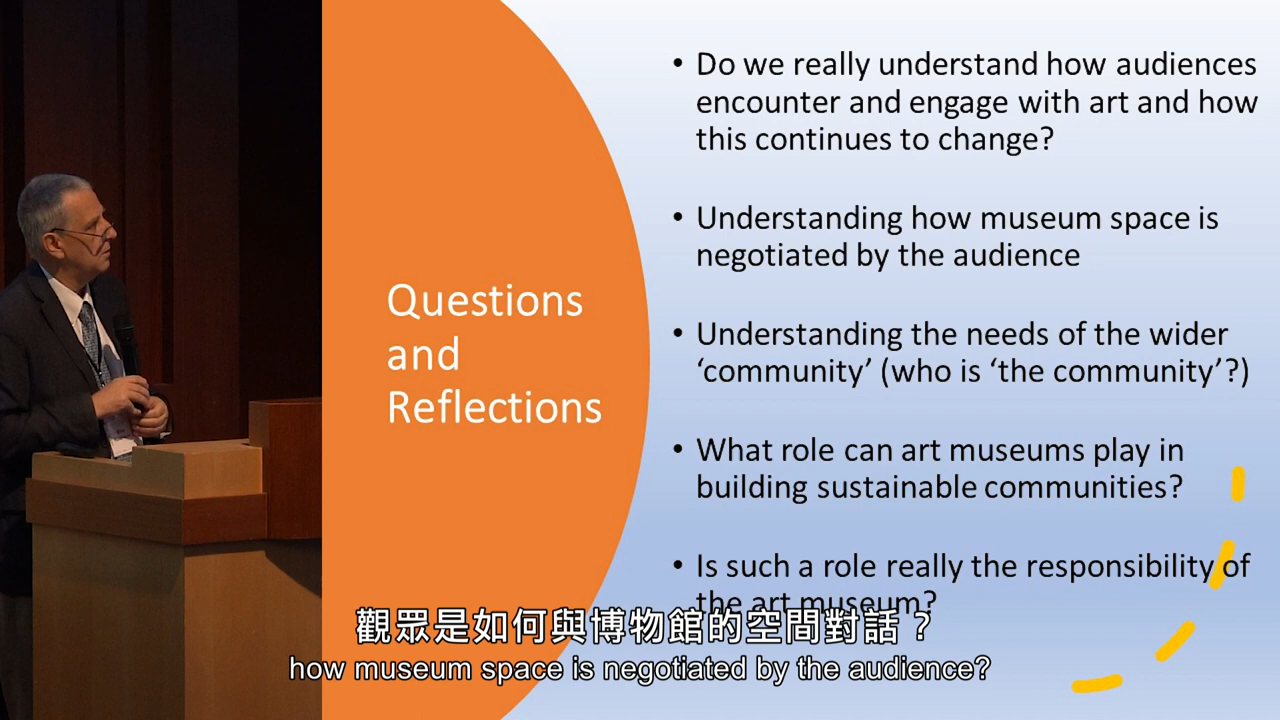 Questions
and
Reflections
• Do we really understand how audiences
encounter and engage with art and how
this continues to change?
• Understanding how museum space is
negotiated by the audience
• Understanding the needs of the wider
‘community’ (who is ‘the community’?)
• What role can art museums play in
building sustainable communities?
• Is such a role really the responsibility of
the art museum?
觀眾是如何與博物館的空間對話？
how museum space is negotiated by the audience?